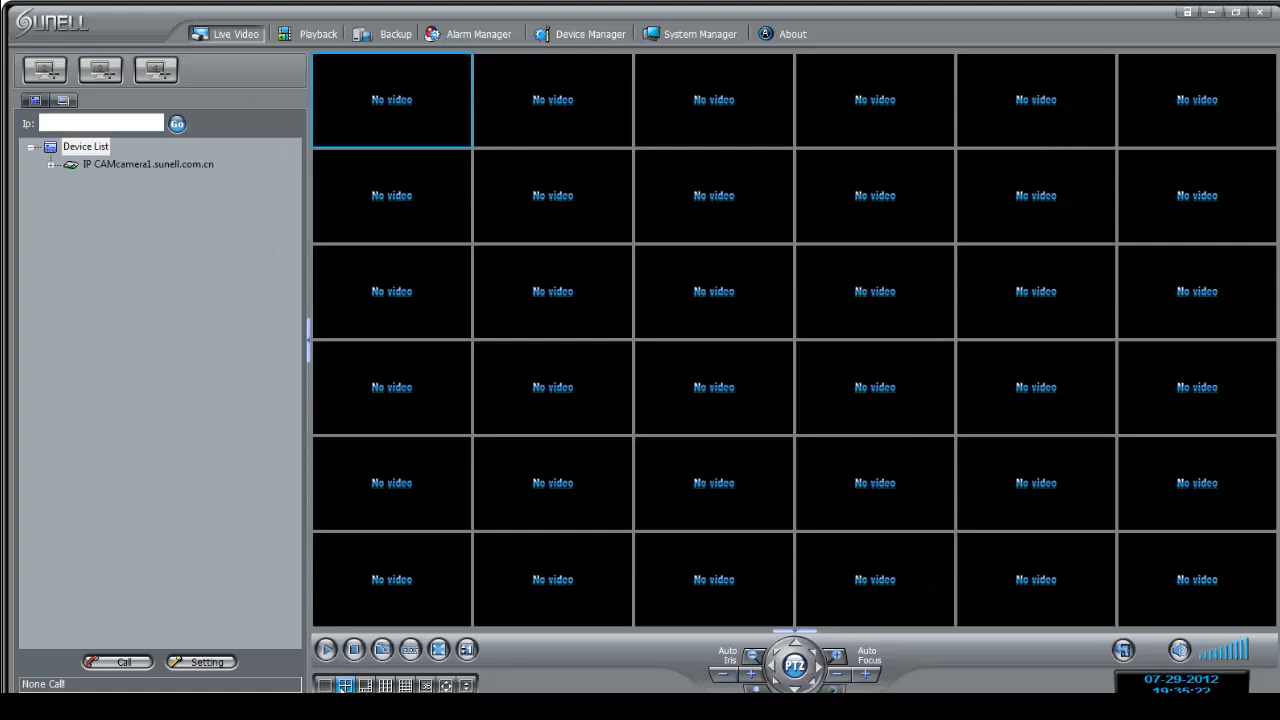 SUNELL
Live Video Playback Backup Alarm Manager Device Manager System Manager About
Ip: Go
Device List
IP CAMcamera1.sunell.com.cn
No video No video No video No video No video No video
No video No video No video No video No video No video
No video No video No video No video No video No video
No video No video No video No video No video No video
No video No video No video No video No video No video
No video No video No video No video No video No video
Call Setting
None Call!
Auto Iris
PTZ
Auto Focus
07-29-2012
19:35:22